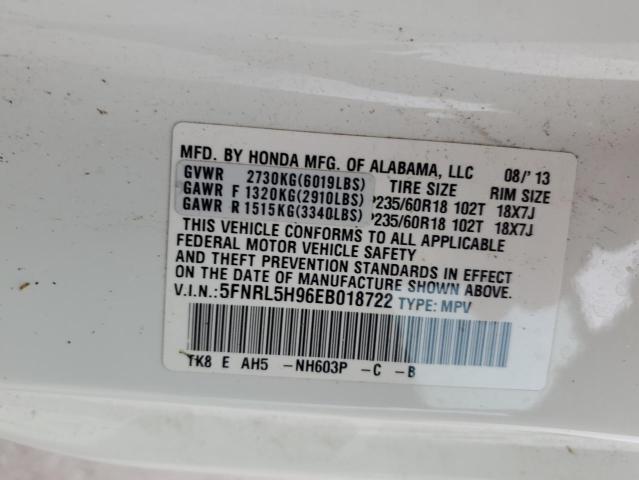 MFD. BY HONDA MFG. OF ALABAMA, LLC 08/' 13
GVWR 2730KG(6019LBS) TIRE SIZE RIM SIZE
GAWR F 1320KG(2910LBS) P235/60R18 102T 18X7J
GAWR R 1515KG(3340LBS) P235/60R18 102T 18X7J
THIS VEHICLE CONFORMS TO ALL APPLICABLE
FEDERAL MOTOR VEHICLE SAFETY
AND THEFT PREVENTION STANDARDS IN EFFECT
ON THE DATE OF MANUFACTURE SHOWN ABOVE.
V.I.N.:5FNRL5H96EB018722 TYPE: MPV
TK8 E AH5 -NH603P -C -B